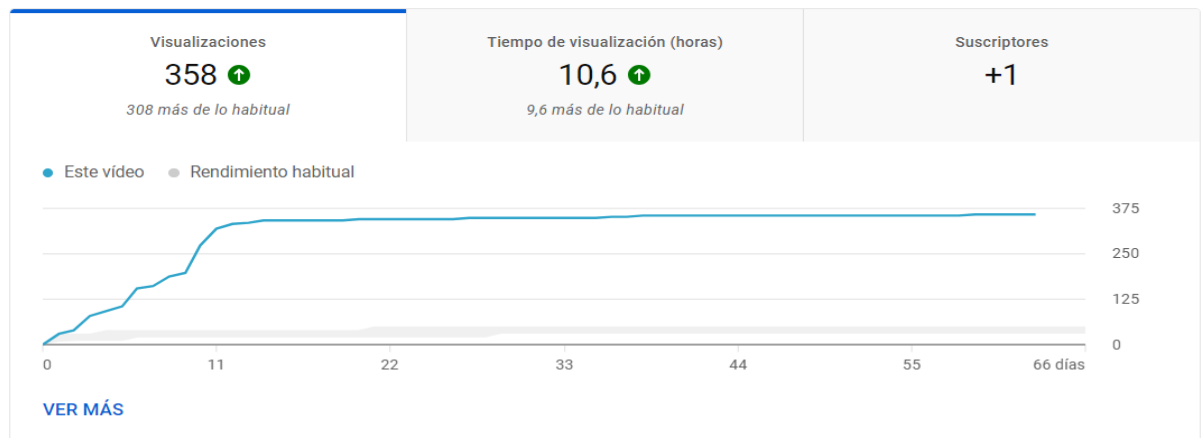 Visualizaciones
358
308 más de lo habitual
Tiempo de visualización (horas)
10,6
9,6 más de lo habitual
Suscriptores
+1
Este vídeo
Rendimiento habitual
375
250
125
0
0 11 22 33 44 55 66 días
VER MÁS